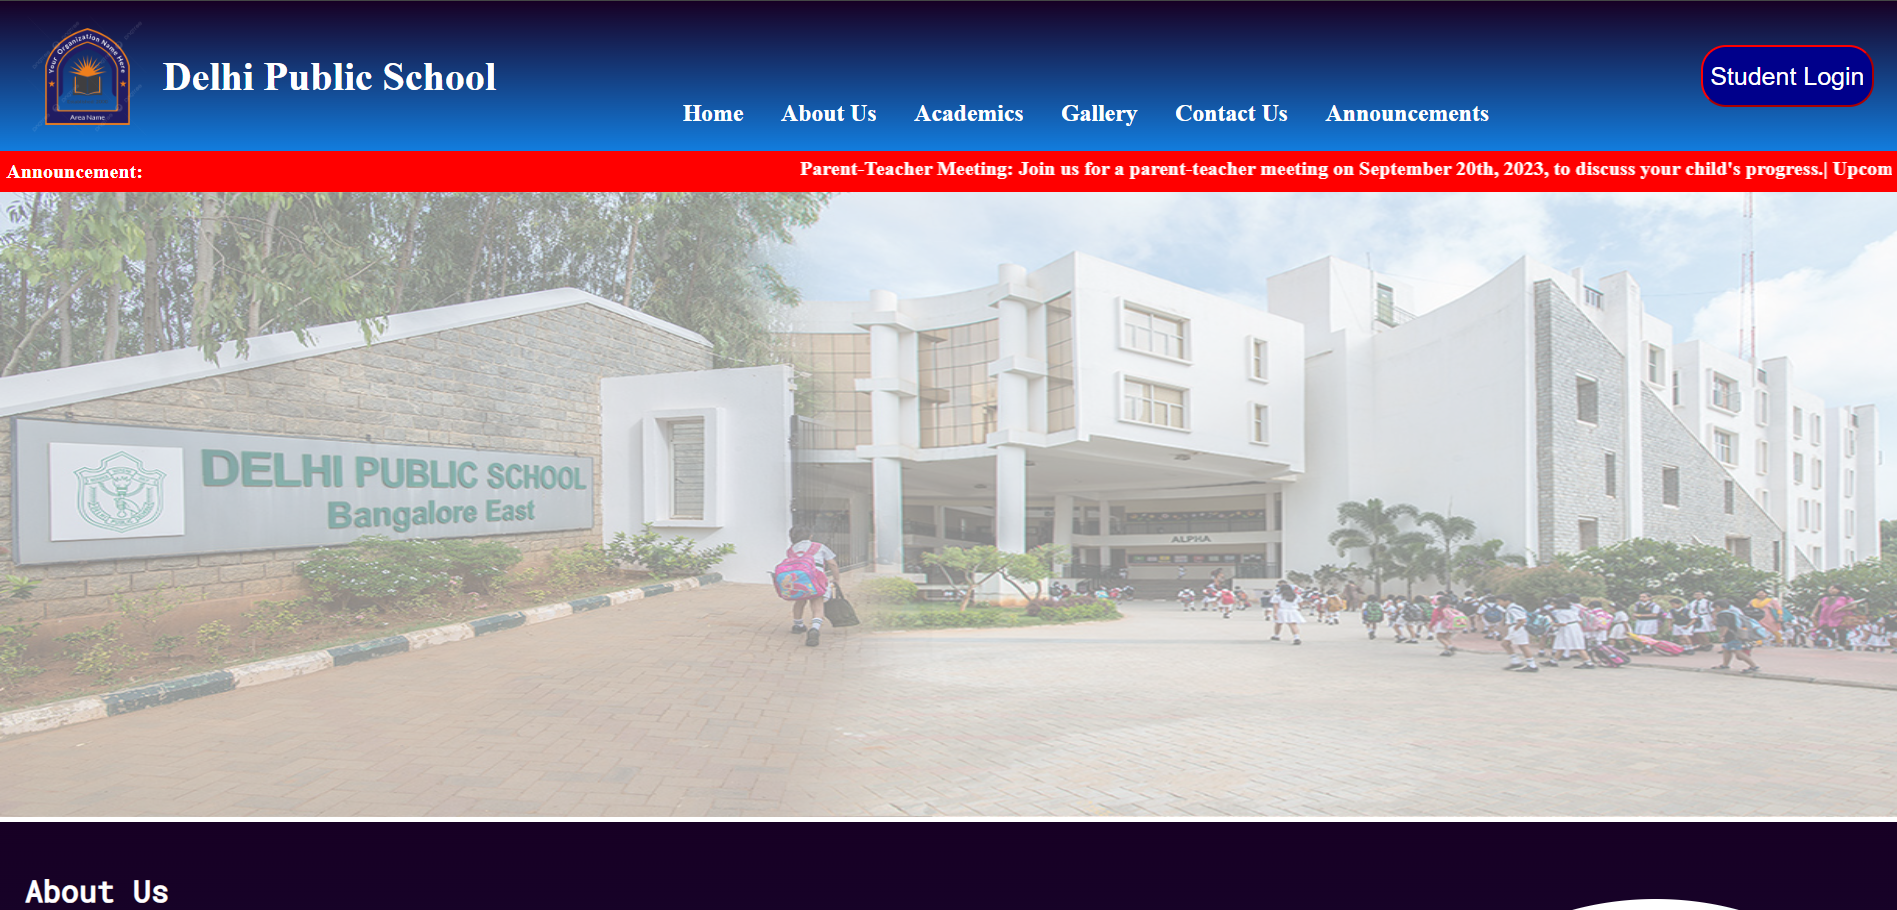 Your Organization Name Here
Area Name
Delhi Public School
Home About Us Academics Gallery Contact Us Announcements
Student Login
Announcement:
Parent-Teacher Meeting: Join us for a parent-teacher meeting on September 20th, 2023, to discuss your child's progress.| Upcom
DELHI PUBLIC SCHOOL
Bangalore East
ALPHA
About Us